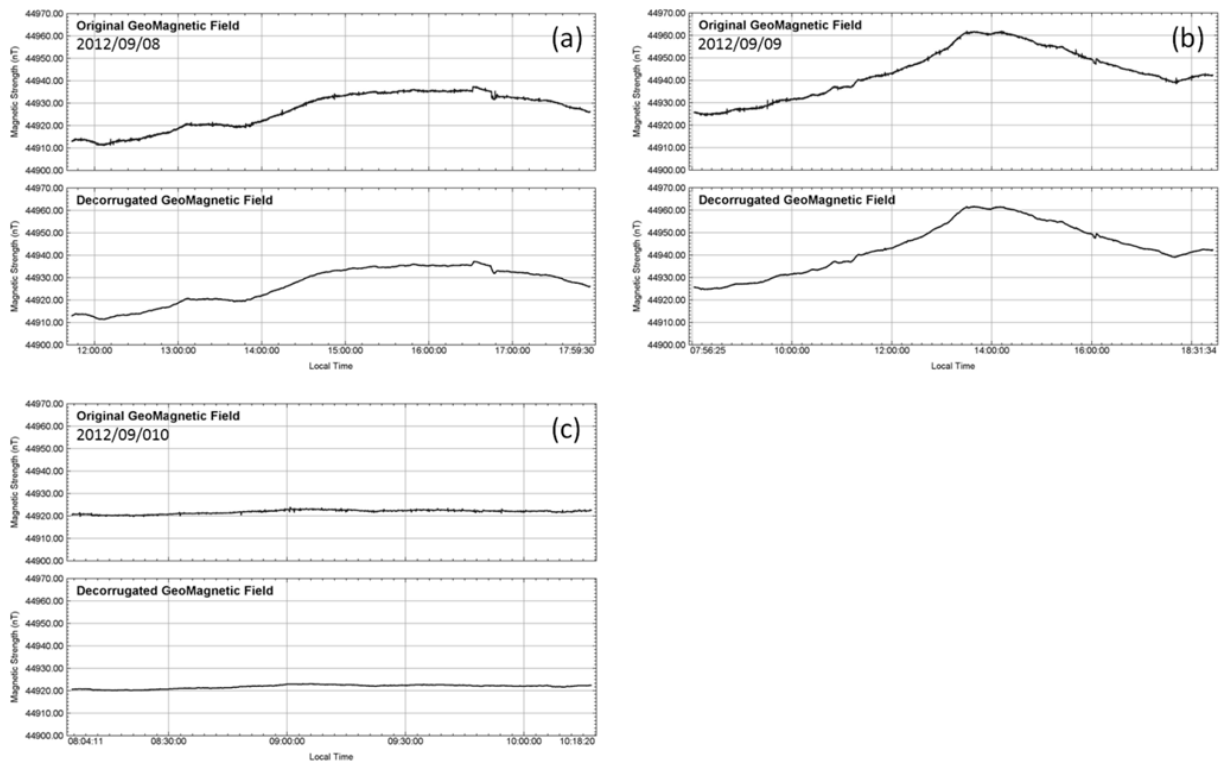 44970.00
Original GeoMagnetic Field
(a)
44960.00
2012/09/08
44950.00
44940.00
44930.00
44920.00
44910.00
44900.00
Magnetic Strength (nT)
44970.00
Decorrugated GeoMagnetic Field
44960.00
44950.00
44940.00
44930.00
44920.00
44910.00
44900.00
Magnetic Strength (nT)
12:00:00 13:00:00 14:00:00 15:00:00 16:00:00 17:00:00 17:59:30
Local Time
44970.00
Original GeoMagnetic Field
(b)
44960.00
2012/09/09
44950.00
44940.00
44930.00
44920.00
44910.00
44900.00
Magnetic Strength (nT)
44970.00
Decorrugated GeoMagnetic Field
44960.00
44950.00
44940.00
44930.00
44920.00
44910.00
44900.00
Magnetic Strength (nT)
07:56:25 10:00:00 12:00:00 14:00:00 16:00:00 18:31:34
Local Time
44970.00
Original GeoMagnetic Field
(c)
44960.00
2012/09/010
44950.00
44940.00
44930.00
44920.00
44910.00
44900.00
Magnetic Strength (nT)
44970.00
Decorrugated GeoMagnetic Field
44960.00
44950.00
44940.00
44930.00
44920.00
44910.00
44900.00
Magnetic Strength (nT)
08:04:11 08:30:00 09:00:00 09:30:00 10:00:00 10:18:20
Local Time